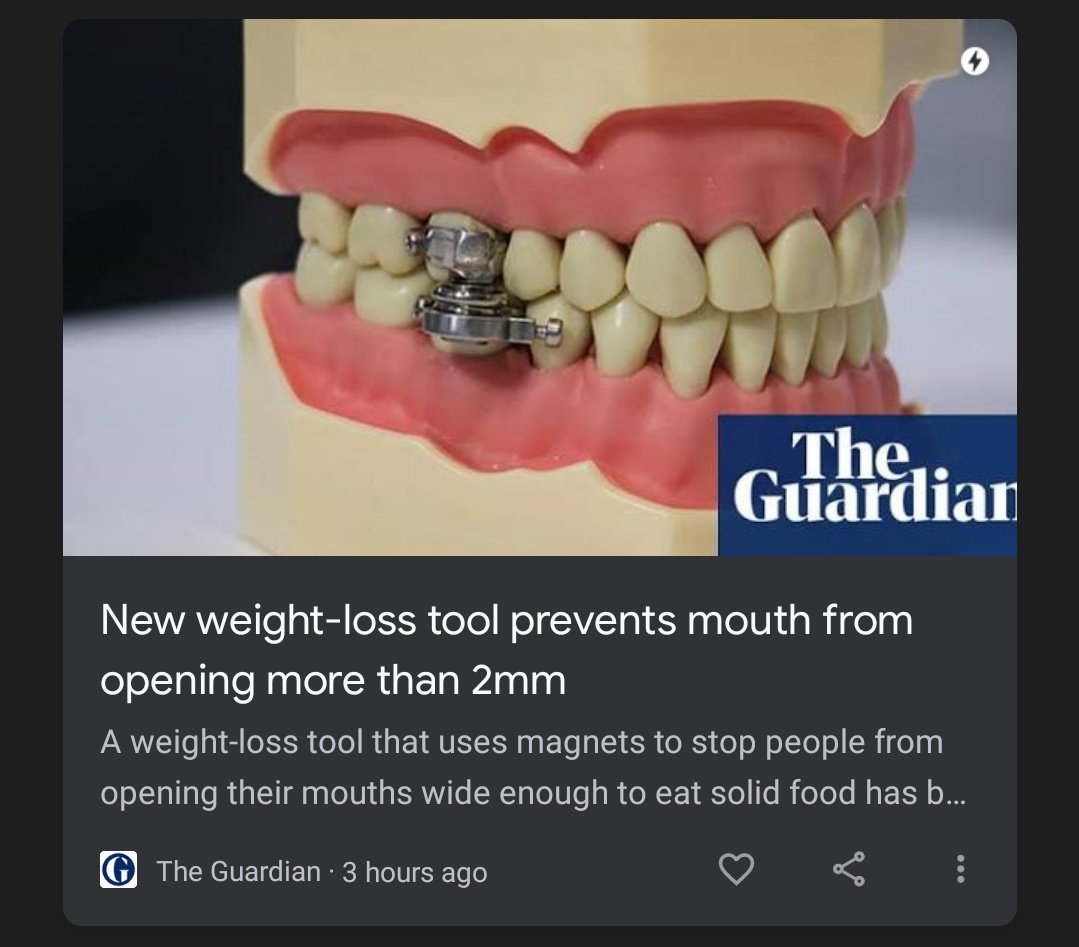 The
Guardian
New weight-loss tool prevents mouth from
opening more than 2mm
A weight-loss tool that uses magnets to stop people from
opening their mouths wide enough to eat solid food has b...
G The Guardian · 3 hours ago